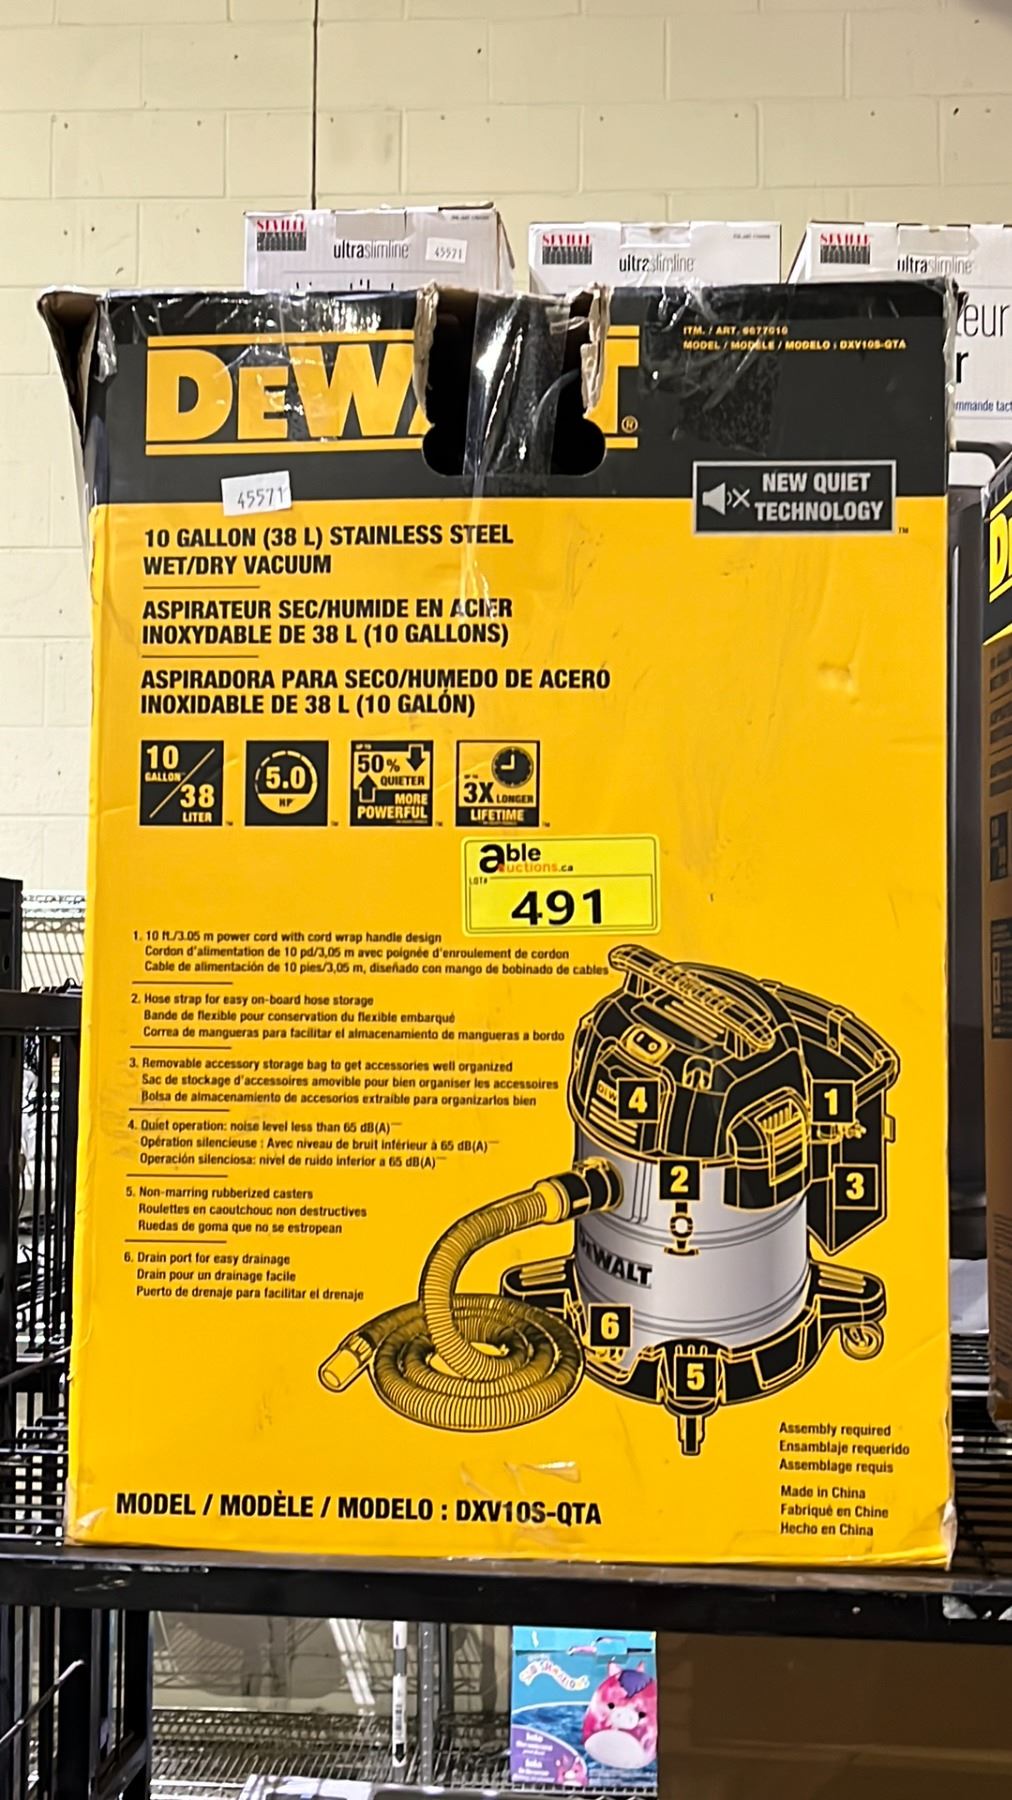 ultraslimline
45571
ultraslimline
ultraslimline
eur
r
DEWALT
®
ITM. / ART. 9677616
MODEL / MODÈLE / MODELO : DXV10S-QTA
NEW QUIET
TECHNOLOGY
TM
45571
10 GALLON (38 L) STAINLESS STEEL
WET/DRY VACUUM
ASPIRATEUR SEC/HUMIDE EN ACIER
INOXYDABLE DE 38 L (10 GALLONS)
ASPIRADORA PARA SECO/HUMEDO DE ACERO
INOXIDABLE DE 38 L (10 GALÓN)
10
GALLON
38
LITER
5.0
HP
50%
QUIETER
MORE
POWERFUL
3X LONGER
LIFETIME
able
auctions.ca
LOT#
491
1. 10 ft./3.05 m power cord with cord wrap handle design
Cordon d'alimentation de 10 pd/3,05 m avec poignée d'enroulement de cordon
Cable de alimentación de 10 pies/3,05 m, diseñado con mango de bobinado de cables
2. Hose strap for easy on-board hose storage
Bande de flexible pour conservation du flexible embarqué
Correa de mangueras para facilitar el almacenamiento de mangueras a bordo
3. Removable accessory storage bag to get accessories well organized
Sac de stockage d'accessoires amovible pour bien organiser les accessoires
Bolsa de almacenamiento de accesorios extraíble para organizarlos bien
4. Quiet operation: noise level less than 65 dB(A)
Opération silencieuse : Avec niveau de bruit inférieur à 65 dB(A)
Operación silenciosa: nivel de ruido inferior a 65 dB(A)
5. Non-marring rubberized casters
Roulettes en caoutchouc non destructives
Ruedas de goma que no se estropean
6. Drain port for easy drainage
Drain pour un drainage facile
Puerto de drenaje para facilitar el drenaje
4
1
2
3
DEWALT
6
5
Assembly required
Ensamblaje requerido
Assemblage requis
Made in China
Fabriqué en Chine
Hecho en China
MODEL / MODÈLE / MODELO : DXV10S-QTA